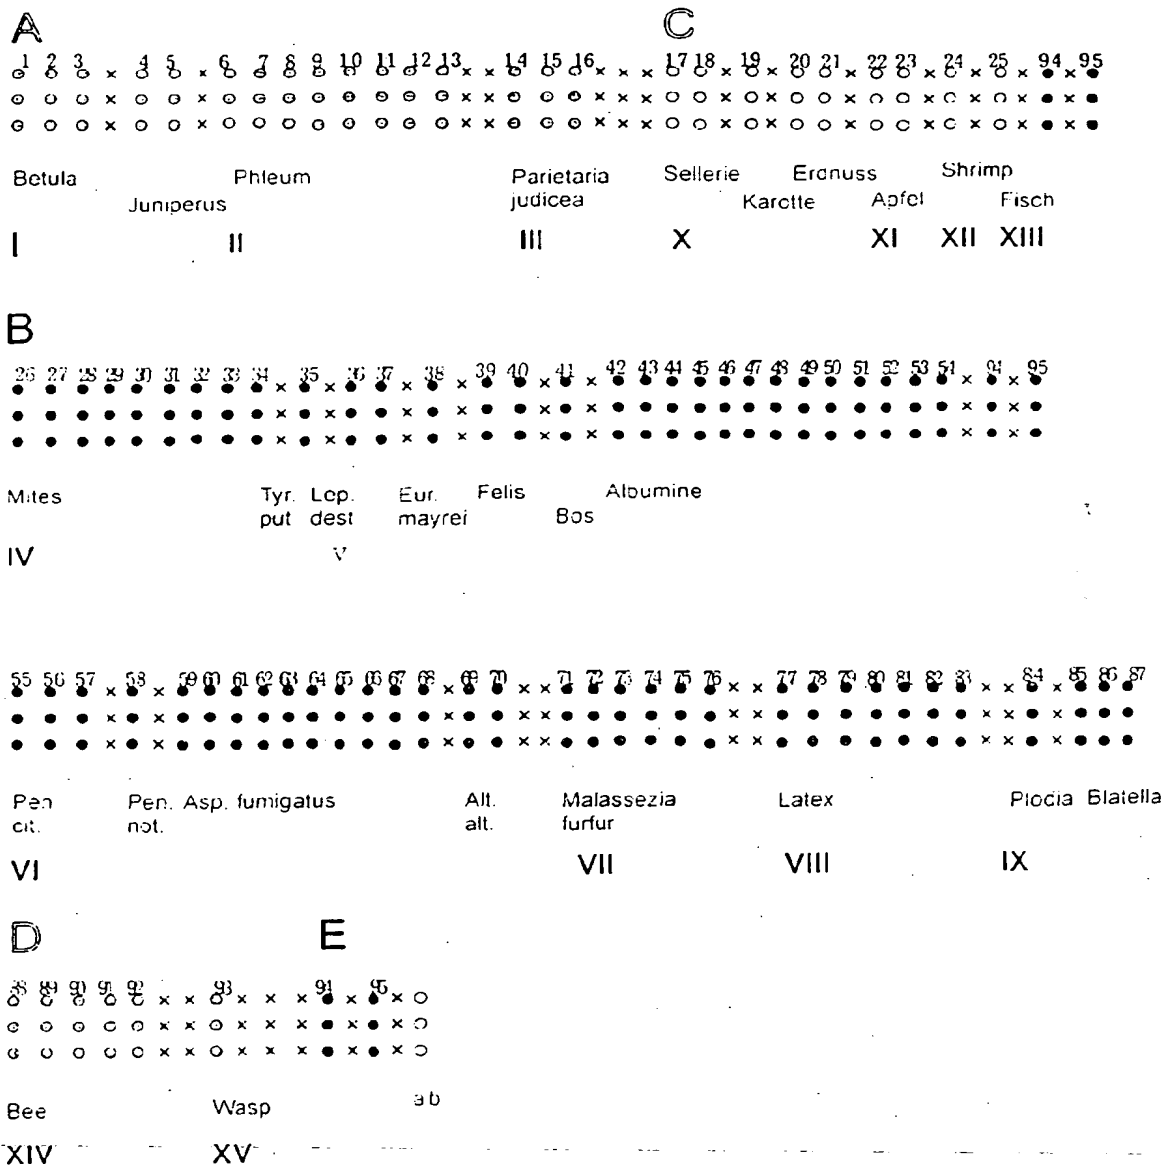 A C
1 2 3 × 4 5 × 6 7 8 9 10 11 12 13 × × 14 15 16 × × × 17 18 × 19 × 20 21 × 22 23 × 24 × 25 × 94 × 95
Betula Phleum Parietaria Sellerie Erdnuss Shrimp
Juniperus judicea Karotte Apfel Fisch
I II III X XI XII XIII
B
26 27 28 29 30 31 32 33 34 × 35 × 36 37 × 38 × 39 40 × 41 × 42 43 44 45 46 47 48 49 50 51 52 53 54 × 94 × 95
Mites Tyr. Lep. Eur. Felis Albumine
put dest mayrei Bos
IV V
55 56 57 × 58 × 59 60 61 62 63 64 65 66 67 68 × 69 70 × × 71 72 73 74 75 76 × × 77 78 79 80 81 82 83 × × 84 × 85 86 87
Pen Pen. Asp. fumigatus Alt. Malassezia Latex Plodia Blatella
cit. not. alt. furfur
VI VII VIII IX
D E
88 89 90 91 92 × × 93 × × × 94 × 95 ×
Bee Wasp ab
XIV XV